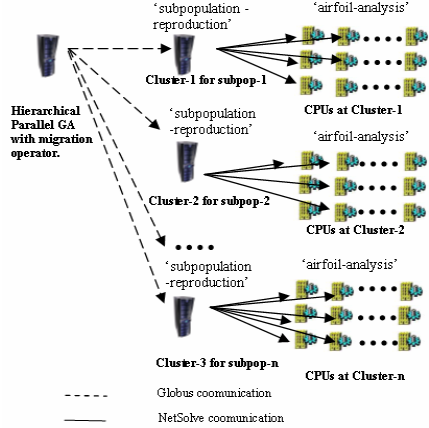 ‘subpopulation -
reproduction’
‘airfoil-analysis’
Cluster-1 for subpop-1
CPUs at Cluster-1
Hierarchical
Parallel GA
with migration
operator.
‘subpopulation
-reproduction’
‘airfoil-analysis’
Cluster-2 for subpop-2
CPUs at Cluster-2
‘subpopulation
-reproduction’
‘airfoil-analysis’
Cluster-3 for subpop-n
CPUs at Cluster-n
Globus coomunication
NetSolve coomunication